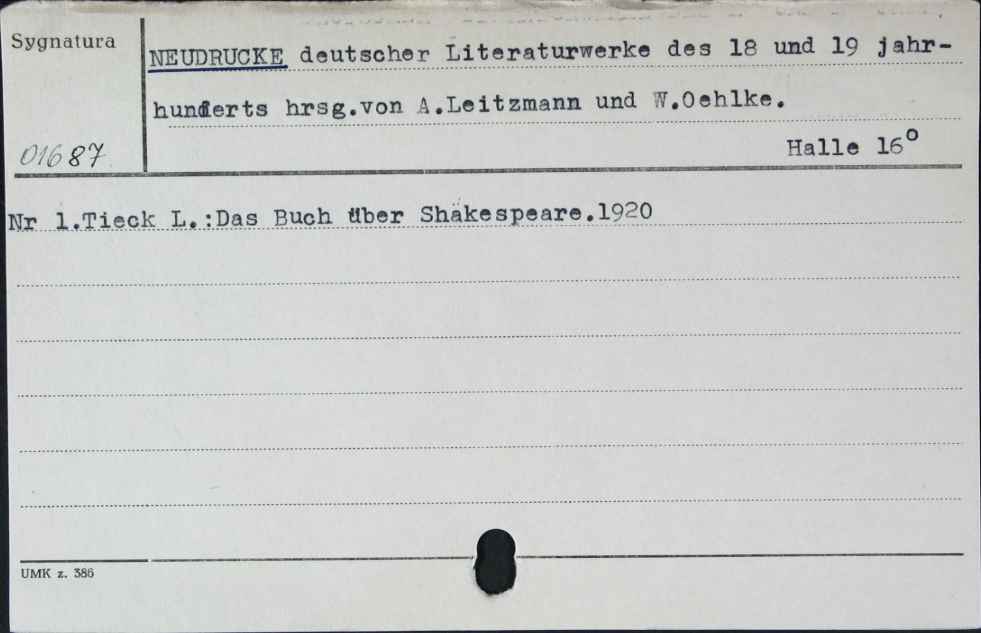 Sygnatura
NEUDRUCKE deutscher Literaturwerke des 18 und 19 jahr-
hunderts hrsg.von A.Leitzmann und W.Oehlke.
01687
Halle 16°
Nr 1.Tieck L.:Das Buch über Shakespeare.1920
UMK z. 386